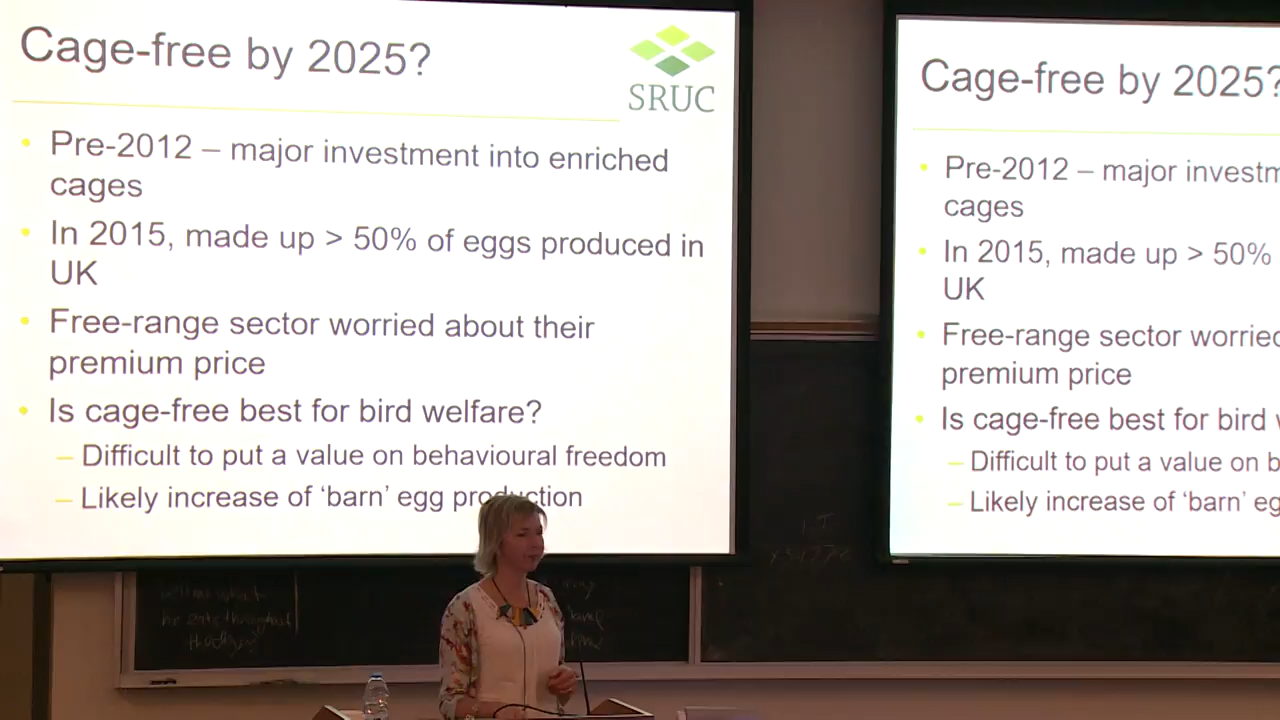 Cage-free by 2025?
SRUC
• Pre-2012 – major investment into enriched
cages
• In 2015, made up > 50% of eggs produced in
UK
• Free-range sector worried about their
premium price
• Is cage-free best for bird welfare?
– Difficult to put a value on behavioural freedom
– Likely increase of ‘barn’ egg production
Cage-free by 2025?
• Pre-2012 – major investm
cages
• In 2015, made up > 50%
UK
• Free-range sector worried
premium price
• Is cage-free best for bird w
– Difficult to put a value on b
– Likely increase of ‘barn’ eg